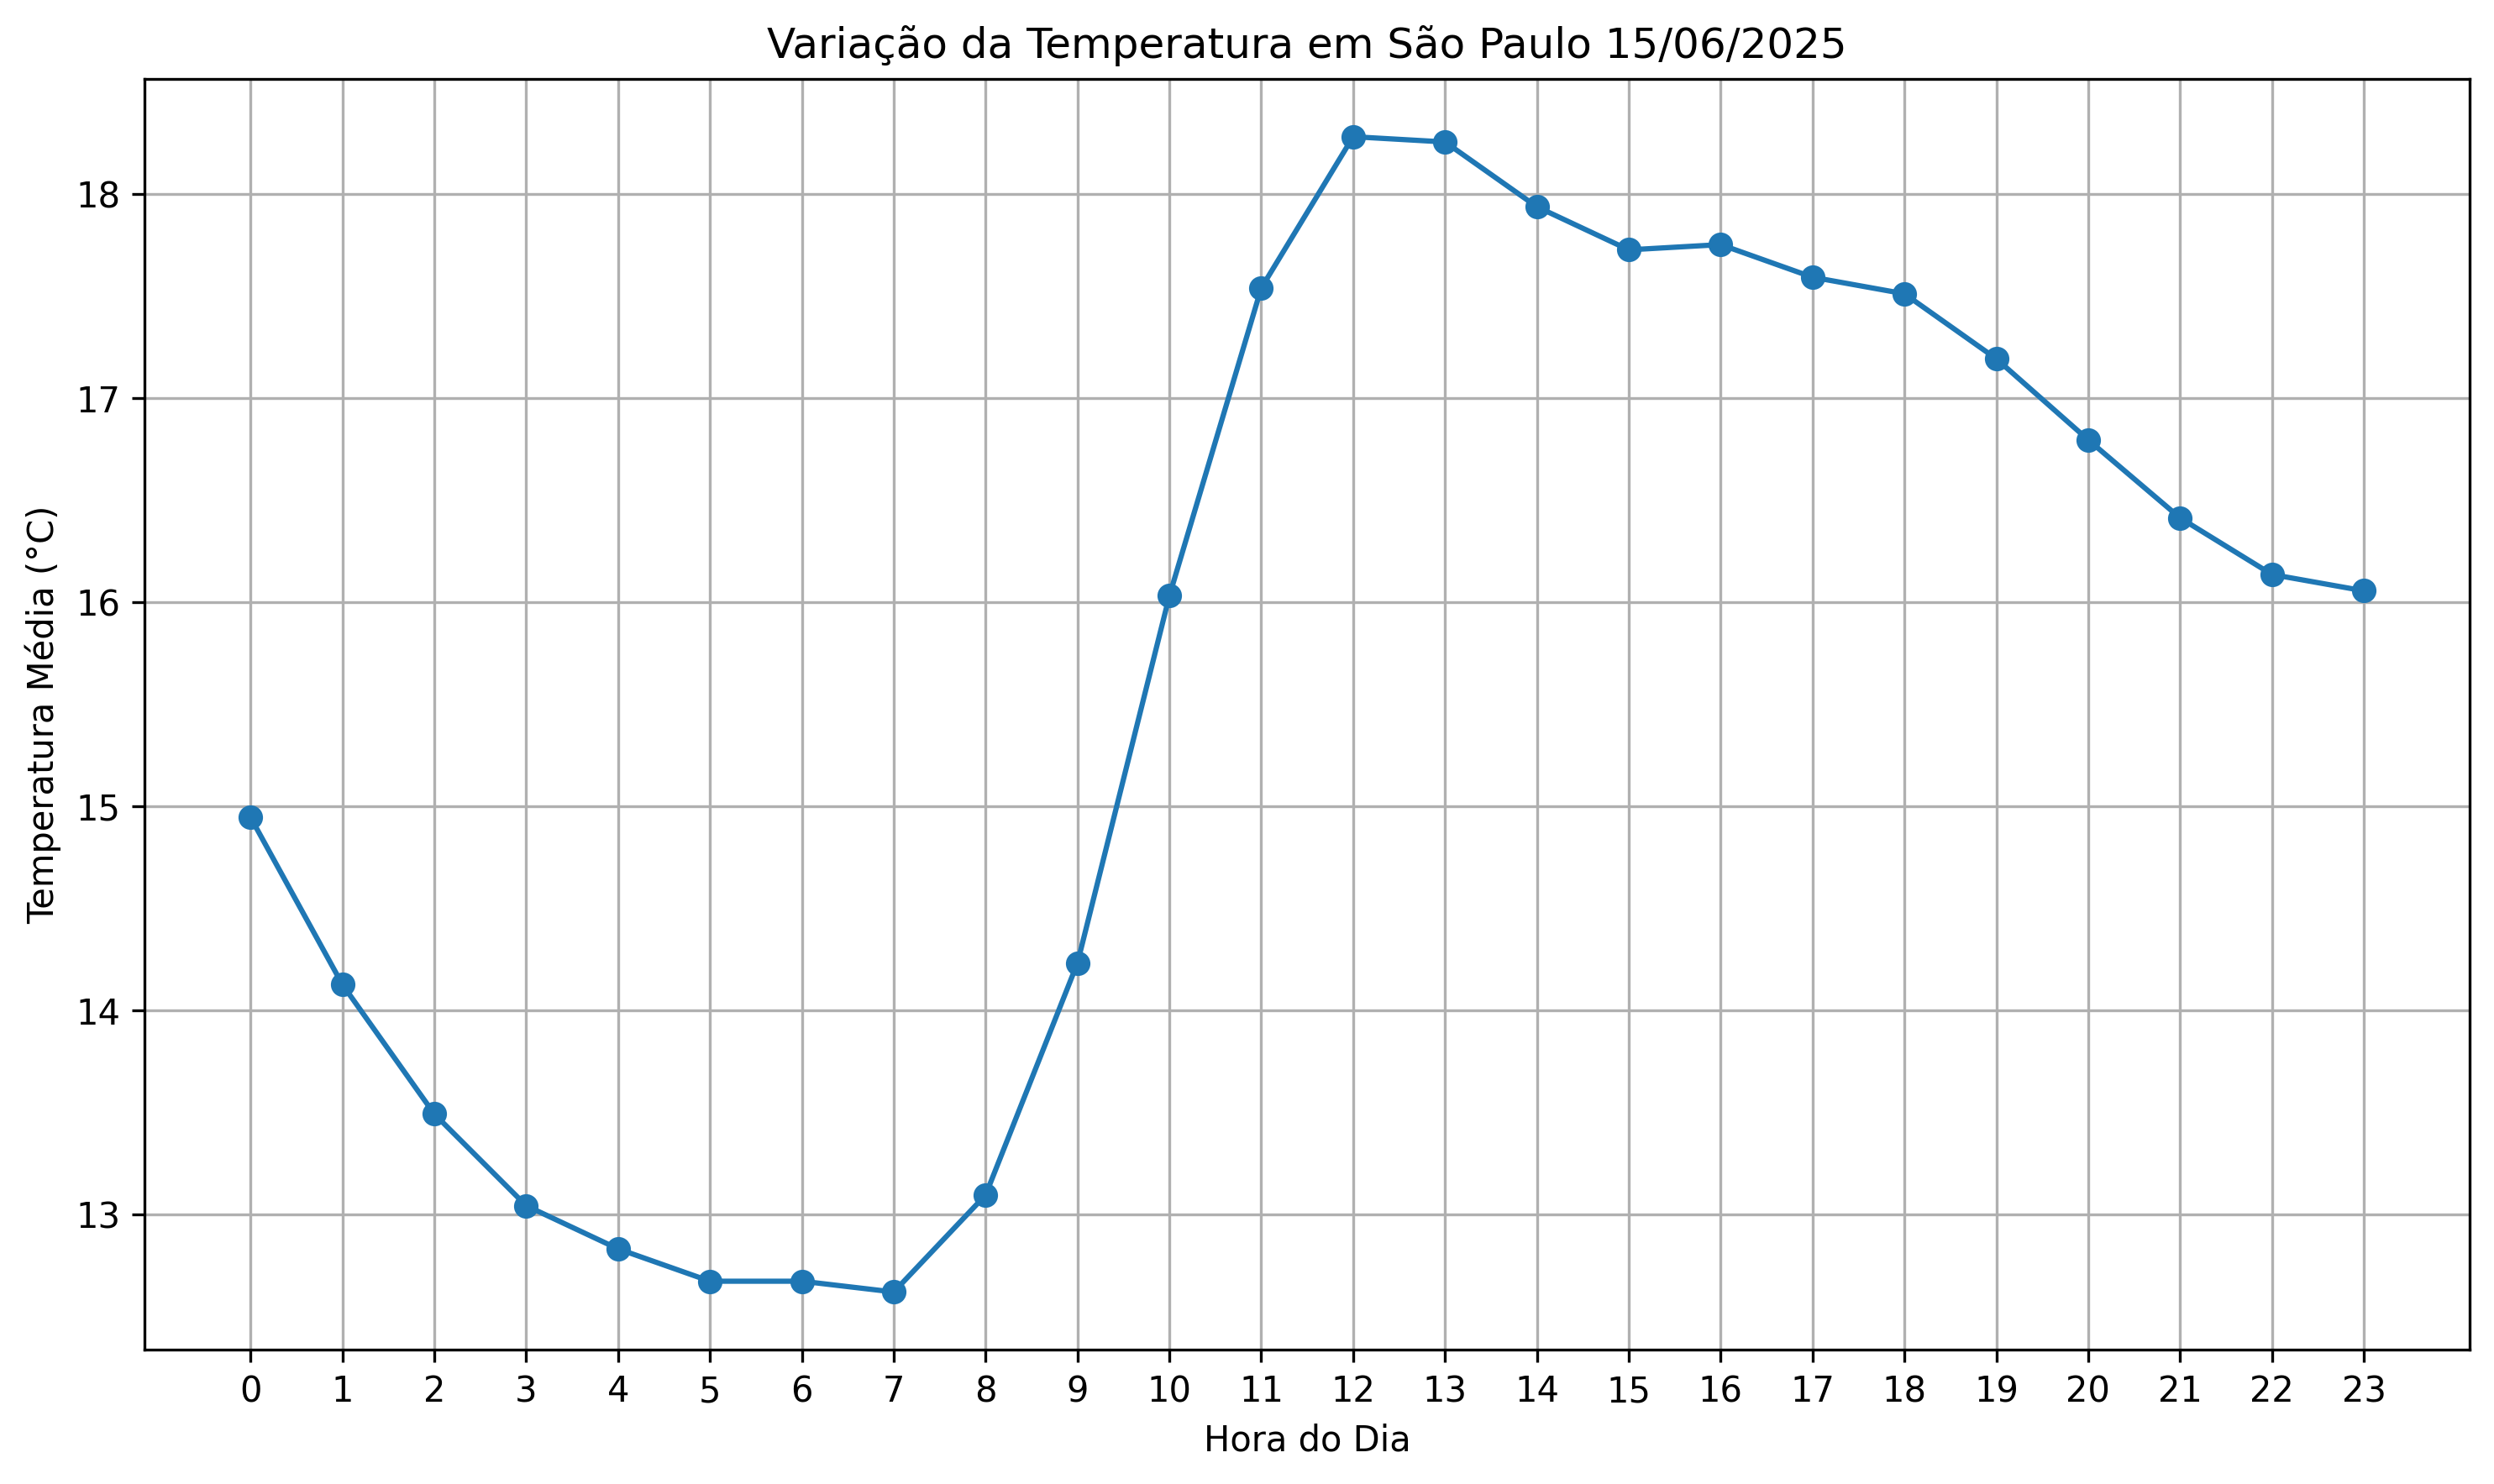 Variação da Temperatura em São Paulo 15/06/2025
Temperatura Média (°C)
18
17
16
15
14
13
0 1 2 3 4 5 6 7 8 9 10 11 12 13 14 15 16 17 18 19 20 21 22 23
Hora do Dia